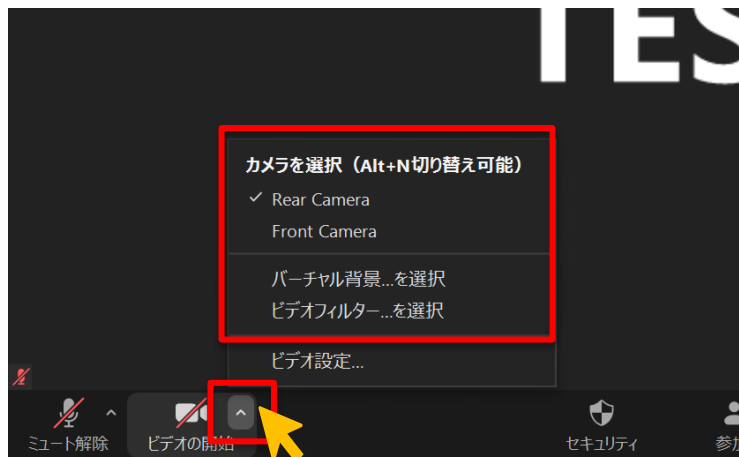 TES
カメラを選択（Alt+N切り替え可能）
Rear Camera
Front Camera
バーチャル背景...を選択
ビデオフィルター...を選択
ビデオ設定...
ミュート解除
ビデオの開始
セキュリティ
参加